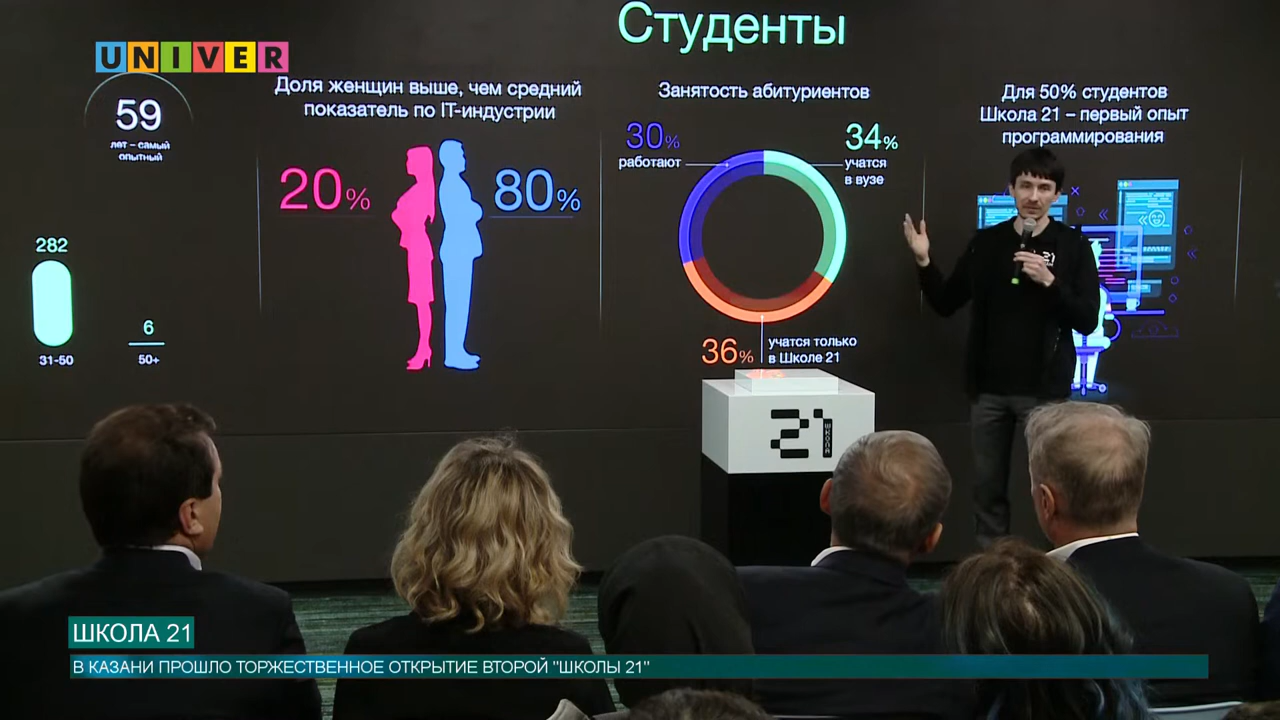 Студенты
UNIVER
59
лет – самый
опытный
282
31-50
6
50+
Доля женщин выше, чем средний
показатель по IT-индустрии
20%
80%
Занятость абитуриентов
30%
работают
34%
учатся
в вузе
36%
учатся только
в Школе 21
Для 50% студентов
Школа 21 – первый опыт
программирования
21
21
ШКОЛА
ШКОЛА 21
В КАЗАНИ ПРОШЛО ТОРЖЕСТВЕННОЕ ОТКРЫТИЕ ВТОРОЙ "ШКОЛЫ 21"